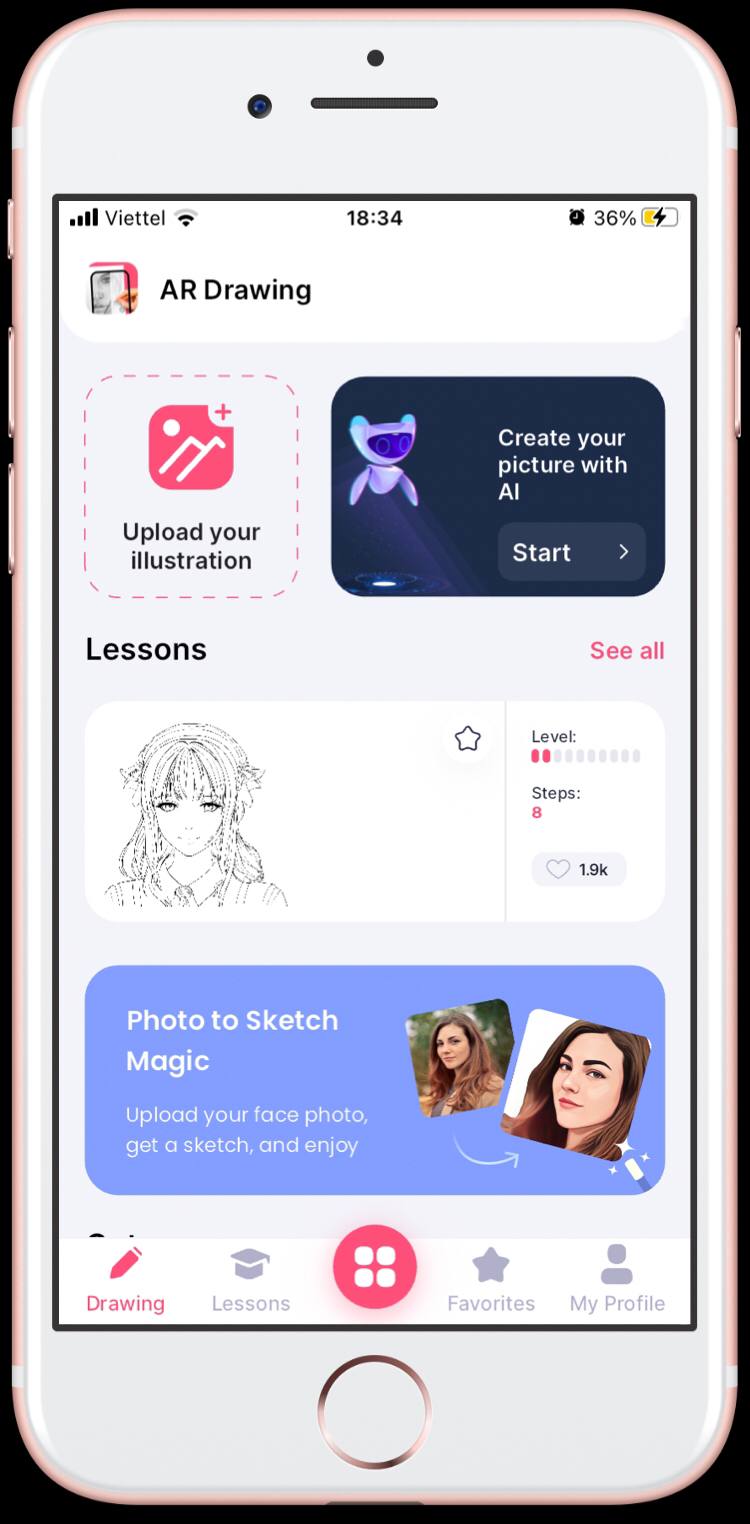 Viettel
18:34
36%
AR Drawing
Upload your
illustration
Create your
picture with
AI
Start
Lessons
See all
Level:
Steps:
8
1.9k
Photo to Sketch
Magic
Upload your face photo,
get a sketch, and enjoy
Drawing
Lessons
Favorites
My Profile